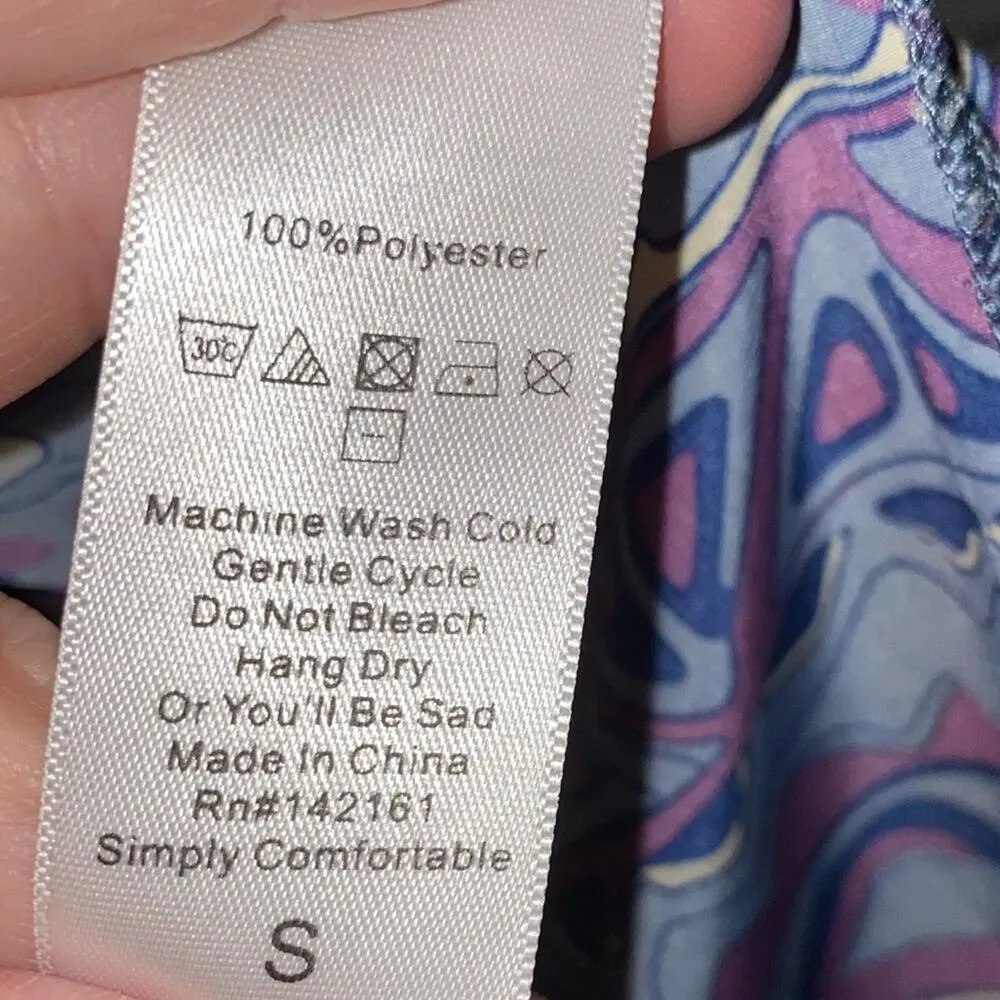 100%Polyester
30°C
Machine Wash Cold
Gentle Cycle
Do Not Bleach
Hang Dry
Or You'll Be Sad
Made In China
Rn#142161
Simply Comfortable
S